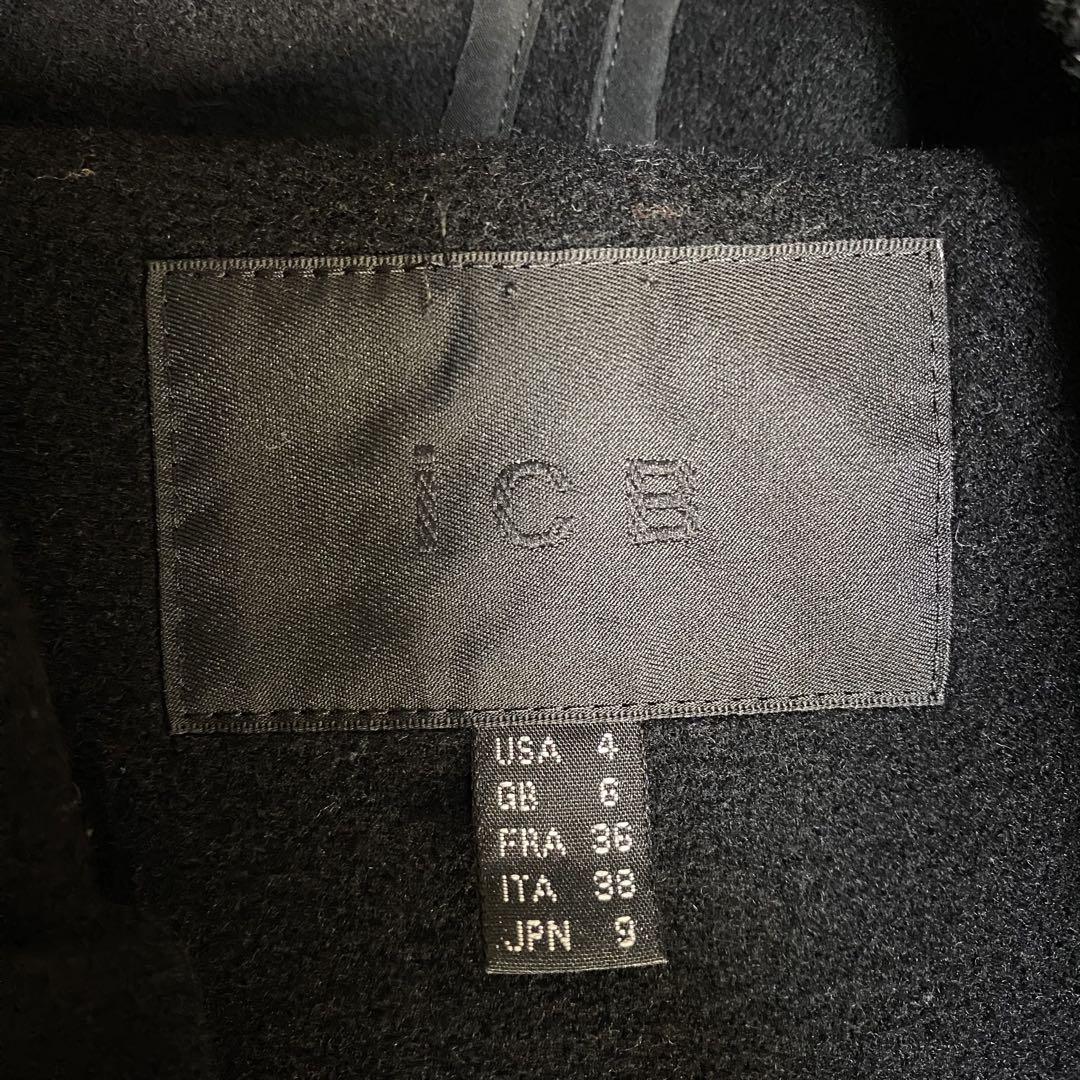 iCB
USA 4
GB 6
FRA 36
ITA 38
JPN 9